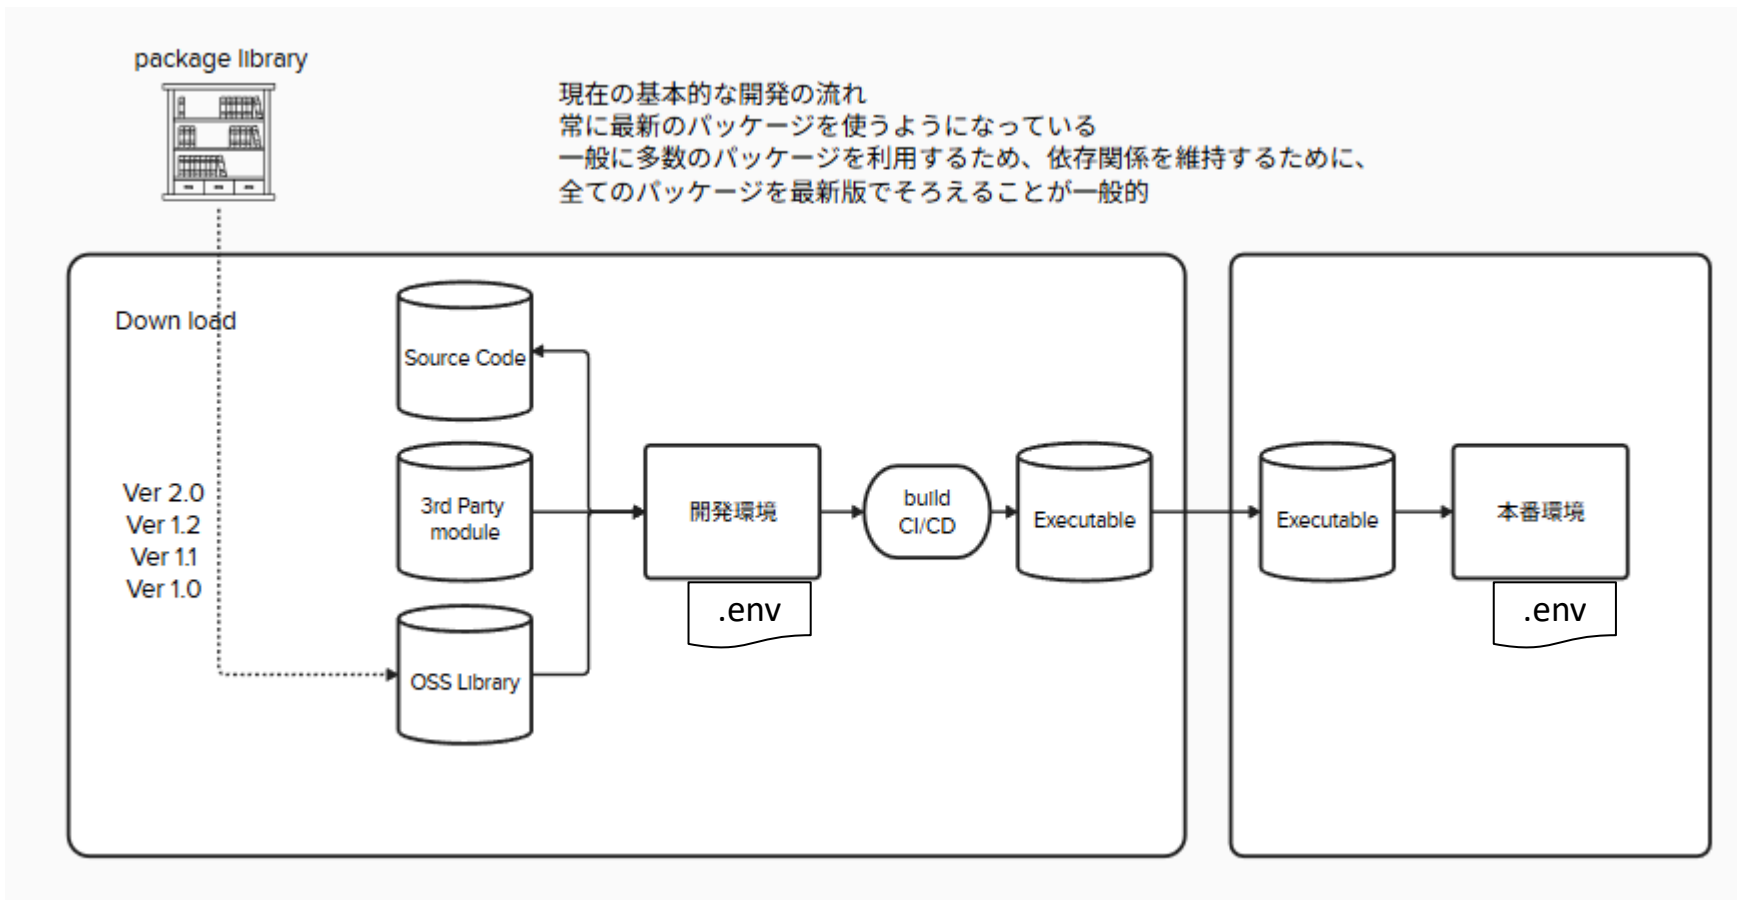 package library
現在の基本的な開発の流れ
常に最新のパッケージを使うようになっている
一般に多数のパッケージを利用するため、依存関係を維持するために、
全てのパッケージを最新版でそろえることが一般的
Down load
Source Code
Ver 2.0
Ver 1.2
Ver 1.1
Ver 1.0
3rd Party
module
開発環境
build
CI/CD
Executable
Executable
本番環境
.env
.env
OSS Library